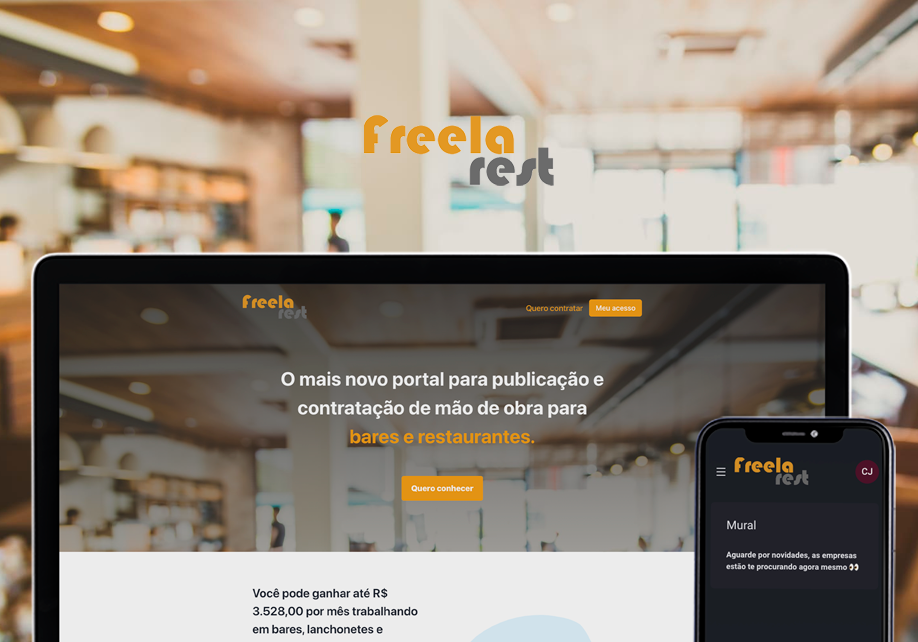 Freela
rest
Freela
rest
Quero contratar
Meu acesso
O mais novo portal para publicação e
contratação de mão de obra para
bares e restaurantes.
Quero conhecer
Freela
rest
CJ
Mural
Aguarde por novidades, as empresas
estão te procurando agora mesmo 👀
Você pode ganhar até R$
3.528,00 por mês trabalhando
em bares, lanchonetes e